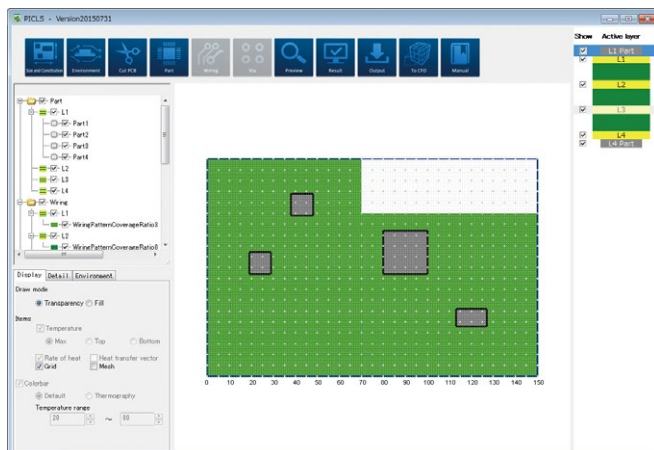 PICLS - Version20150731
Size and Constitution
Environment
Cut PCB
Part
Wiring
Via
Preview
Result
Output
To CFD
Manual
Show Active layer
L1 Part
L1
L2
L3
L4
L4 Part
Part
L1
Part1
Part2
Part3
Part4
L2
L3
L4
Wiring
L1
WiringPatternCoverageRatio3
L2
WiringPatternCoverageRatio8
Display Detail Environment
Draw mode
Transparency Fill
Items
Temperature
Max Top Bottom
Rate of heat Heat transfer vector
Grid Mesh
Colorbar
Default Thermography
Temperature range
20 ~ 80
0 10 20 30 40 50 60 70 80 90 100 110 120 130 140 150